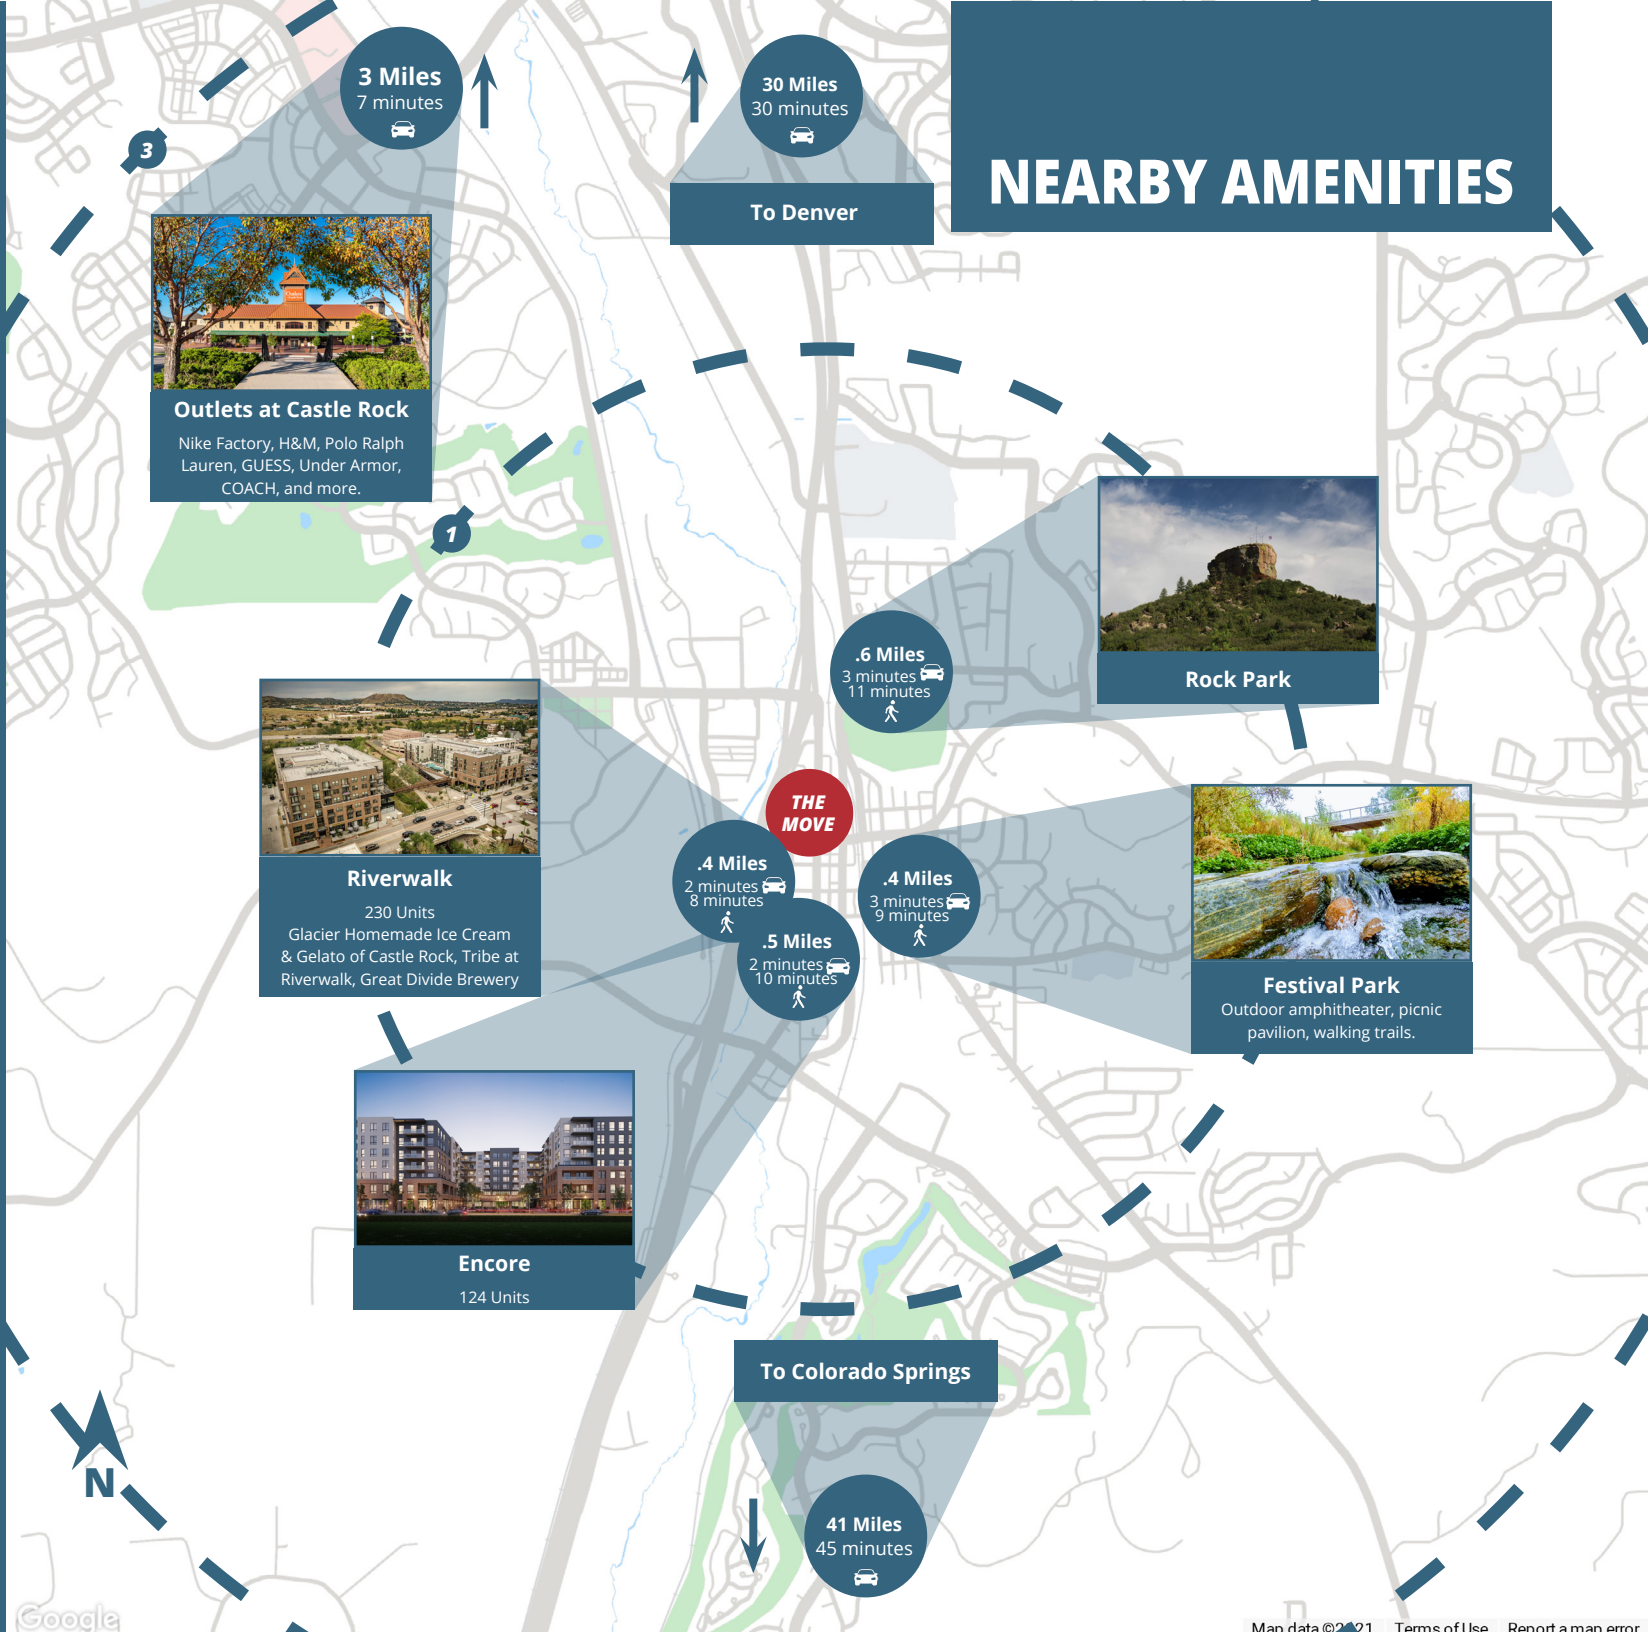 NEARBY AMENITIES
3 Miles
7 minutes
30 Miles
30 minutes
To Denver
3
Outlets at Castle Rock
Nike Factory, H&M, Polo Ralph
Lauren, GUESS, Under Armor,
COACH, and more.
1
Rock Park
.6 Miles
3 minutes
11 minutes
THE
MOVE
.4 Miles
2 minutes
8 minutes
.4 Miles
3 minutes
9 minutes
.5 Miles
2 minutes
10 minutes
Riverwalk
230 Units
Glacier Homemade Ice Cream
& Gelato of Castle Rock, Tribe at
Riverwalk, Great Divide Brewery
Festival Park
Outdoor amphitheater, picnic
pavilion, walking trails.
Encore
124 Units
To Colorado Springs
41 Miles
45 minutes
N
Google
Map data ©2021 Terms of Use Report a map error